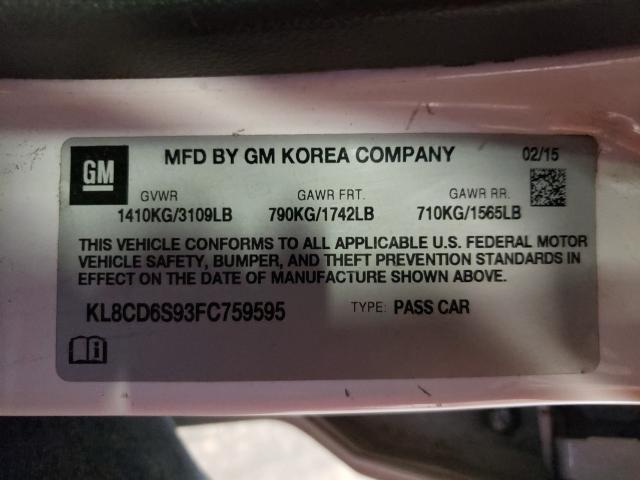 GM
MFD BY GM KOREA COMPANY 02/15
GVWR GAWR FRT. GAWR RR.
1410KG/3109LB 790KG/1742LB 710KG/1565LB
THIS VEHICLE CONFORMS TO ALL APPLICABLE U.S. FEDERAL MOTOR
VEHICLE SAFETY, BUMPER, AND THEFT PREVENTION STANDARDS IN
EFFECT ON THE DATE OF MANUFACTURE SHOWN ABOVE.
KL8CD6S93FC759595 TYPE: PASS CAR